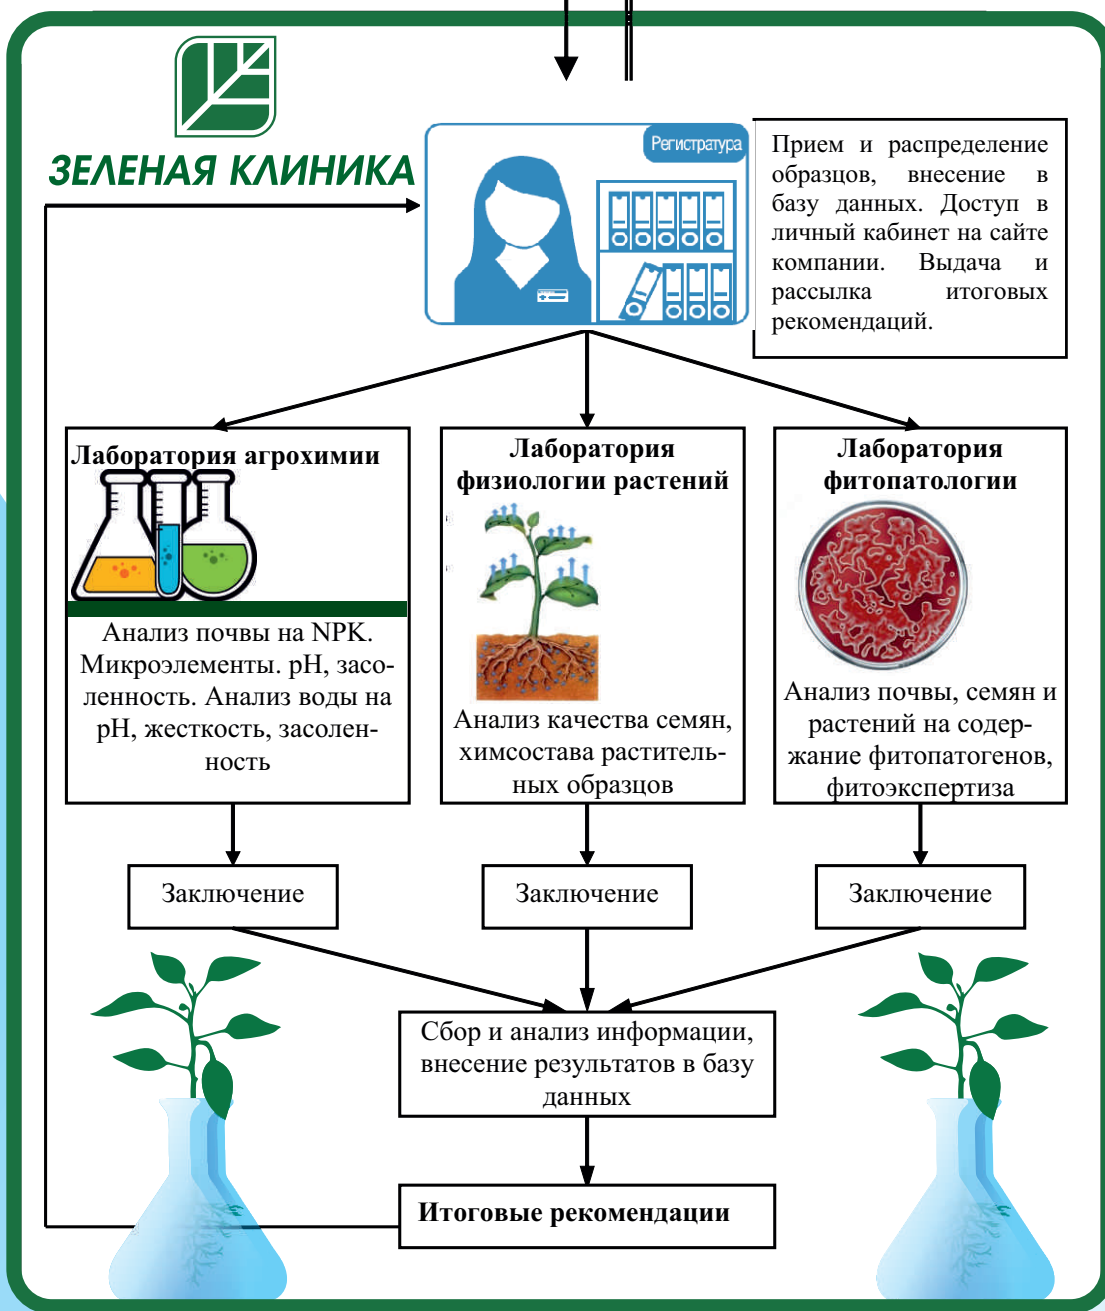 ЗЕЛЕНАЯ КЛИНИКА
Регистратура
Прием и распределение
образцов, внесение в
базу данных. Доступ в
личный кабинет на сайте
компании. Выдача и
рассылка итоговых
рекомендаций.
Лаборатория агрохимии
Анализ почвы на NPK.
Микроэлементы. pH, засо-
ленность. Анализ воды на
pH, жесткость, засолен-
ность
Лаборатория
физиологии растений
Анализ качества семян,
химсостава раститель-
ных образцов
Лаборатория
фитопатологии
Анализ почвы, семян и
растений на содер-
жание фитопатогенов,
фитоэкспертиза
Заключение
Заключение
Заключение
Сбор и анализ информации,
внесение результатов в базу
данных
Итоговые рекомендации